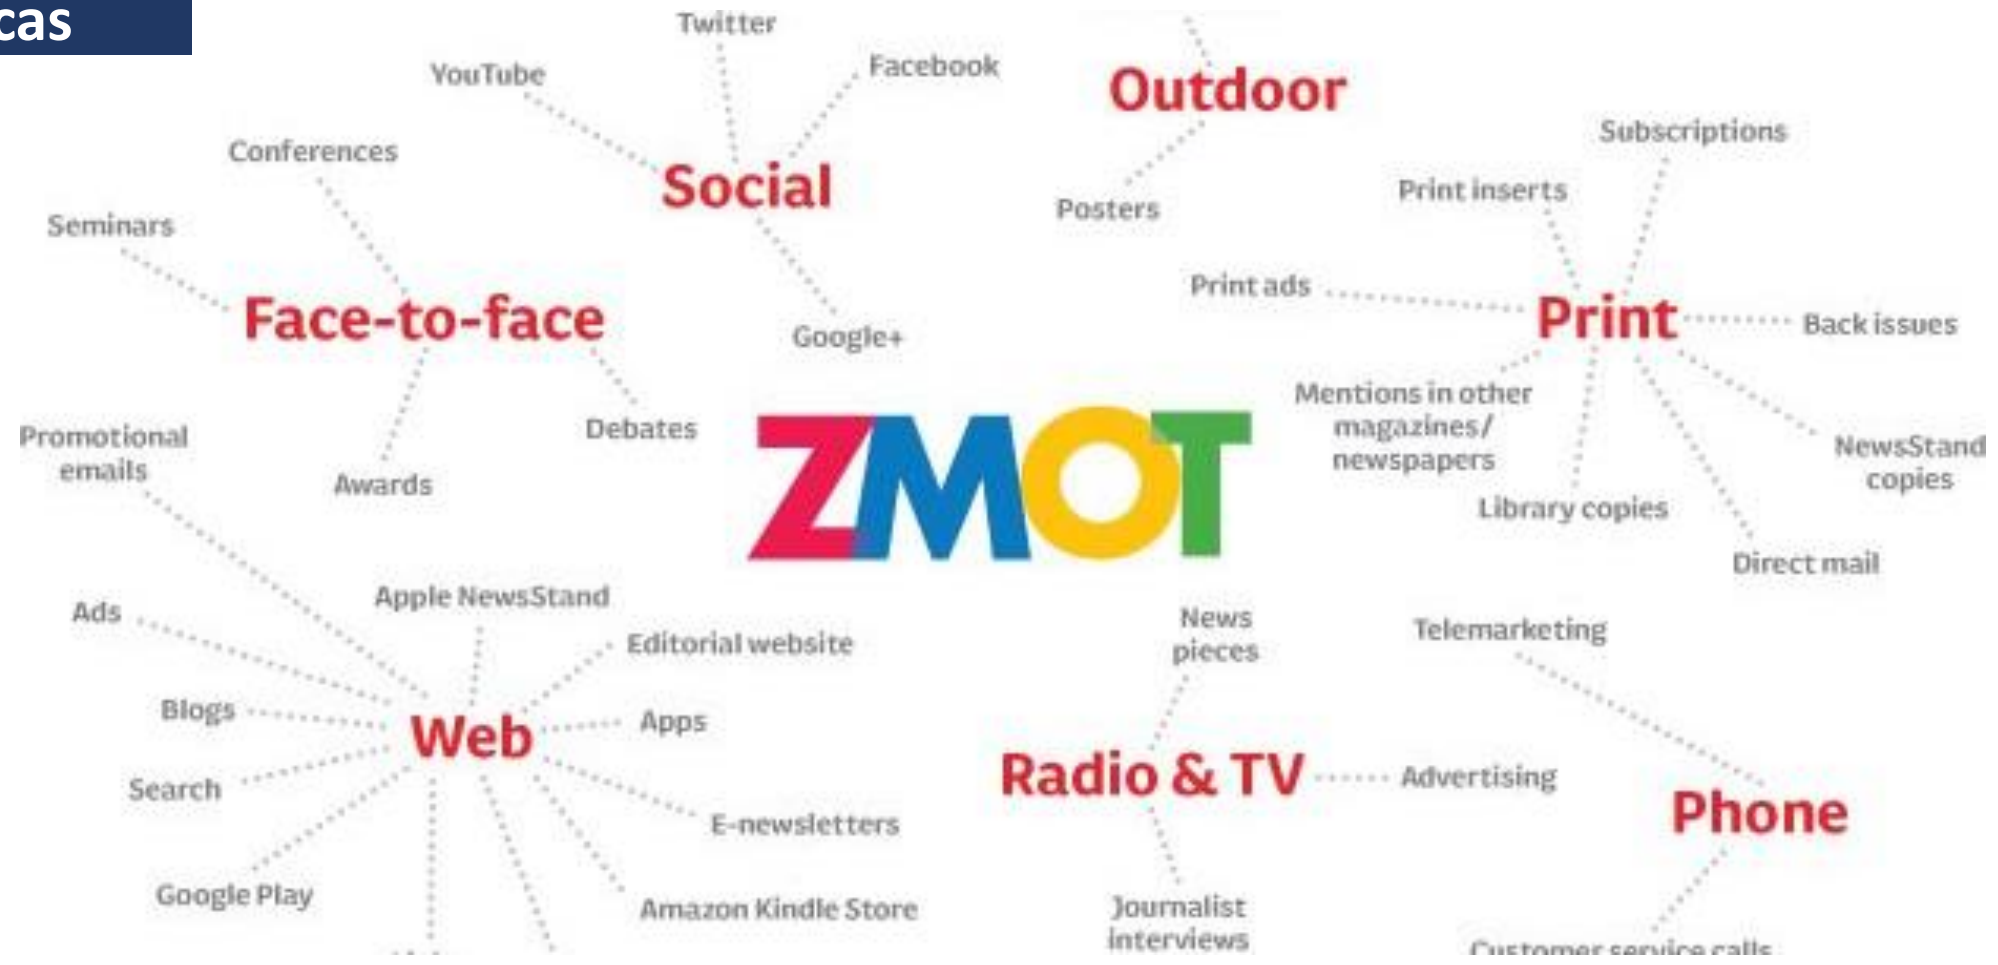 cas
Twitter
Facebook
YouTube
Outdoor
Subscriptions
Conferences
Social
Print inserts
Posters
Seminars
Print ads
Face-to-face
Print
Back issues
Google+
Mentions in other
magazines/
newspapers
Debates
Promotional
emails
Awards
ZMOT
NewsStand
copies
Library copies
Direct mail
Apple NewsStand
Ads
News
pieces
Telemarketing
Editorial website
Blogs
Apps
Web
Radio & TV
Advertising
Search
Phone
E-newsletters
Google Play
Amazon Kindle Store
Journalist
interviews
Customer service calls